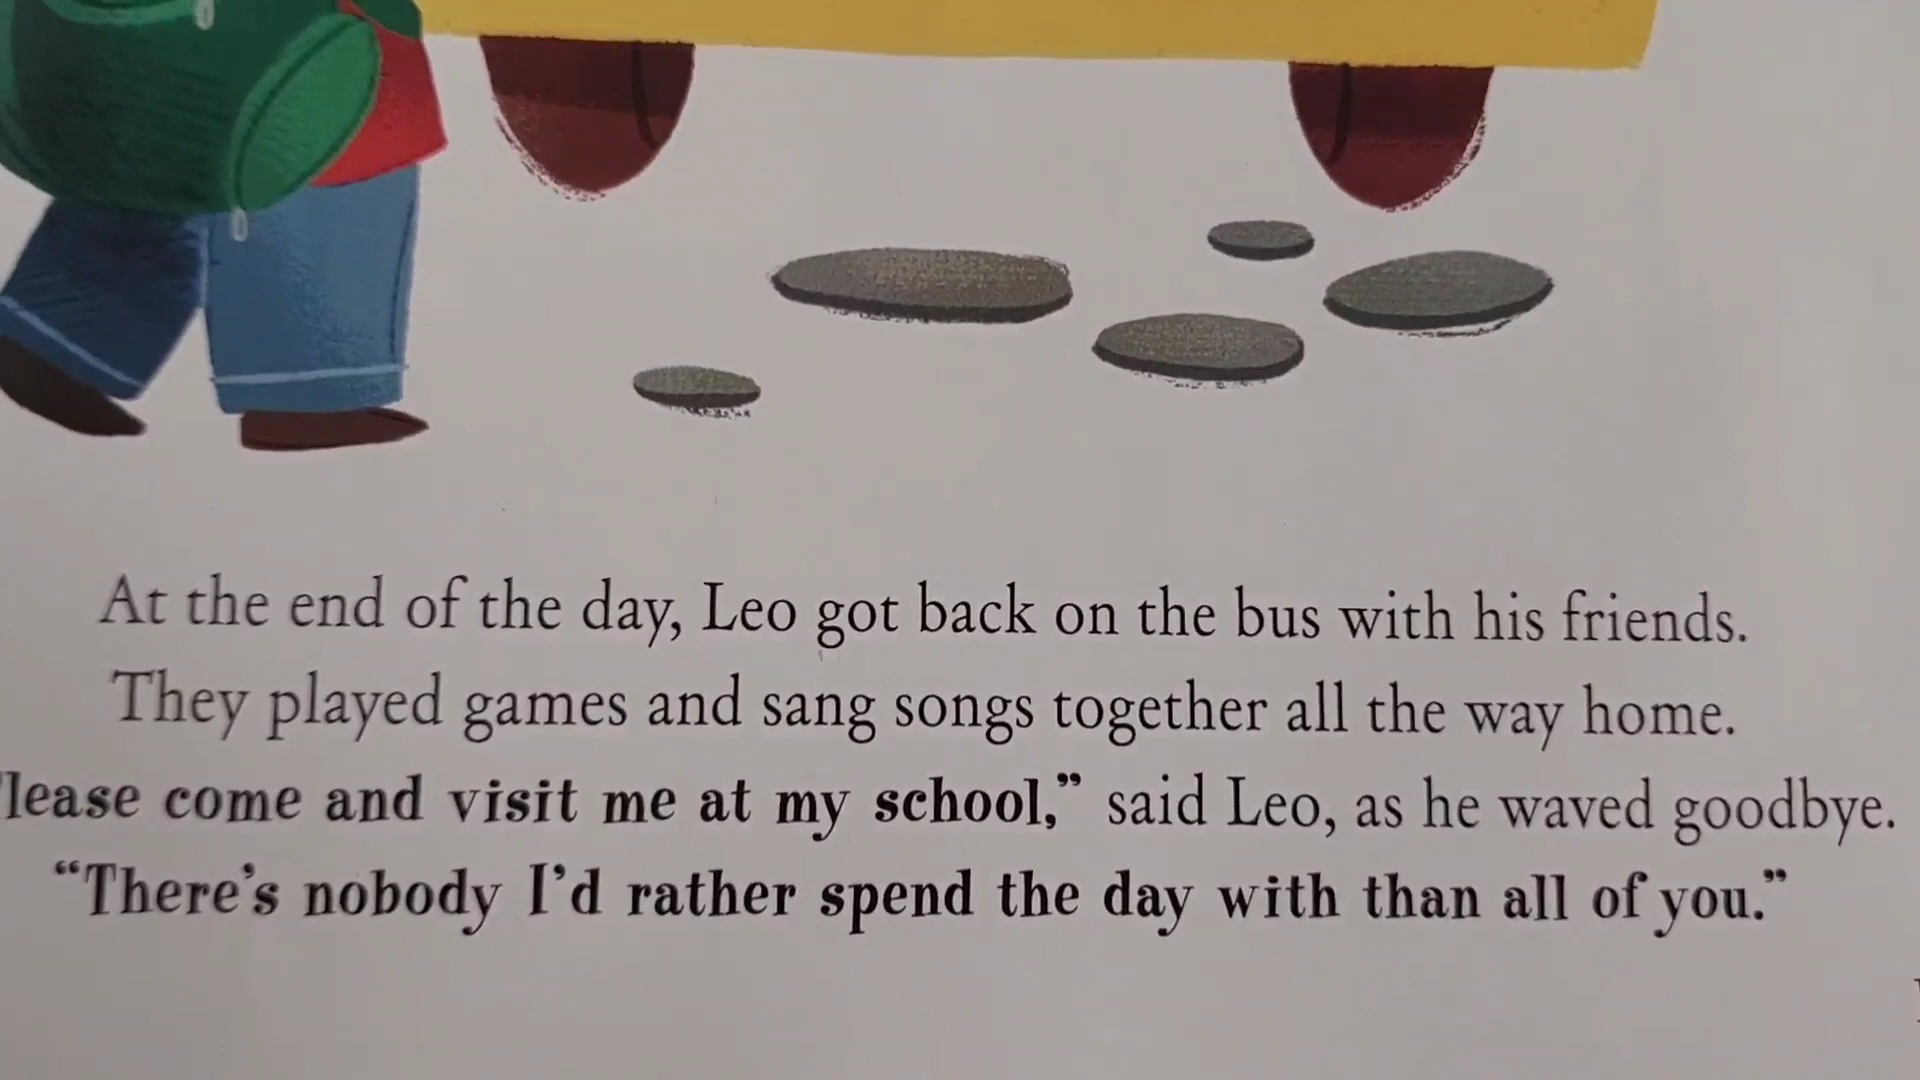 At the end of the day, Leo got back on the bus with his friends.
They played games and sang songs together all the way home.
lease come and visit me at my school,” said Leo, as he waved goodbye.
“There’s nobody I’d rather spend the day with than all of you.”